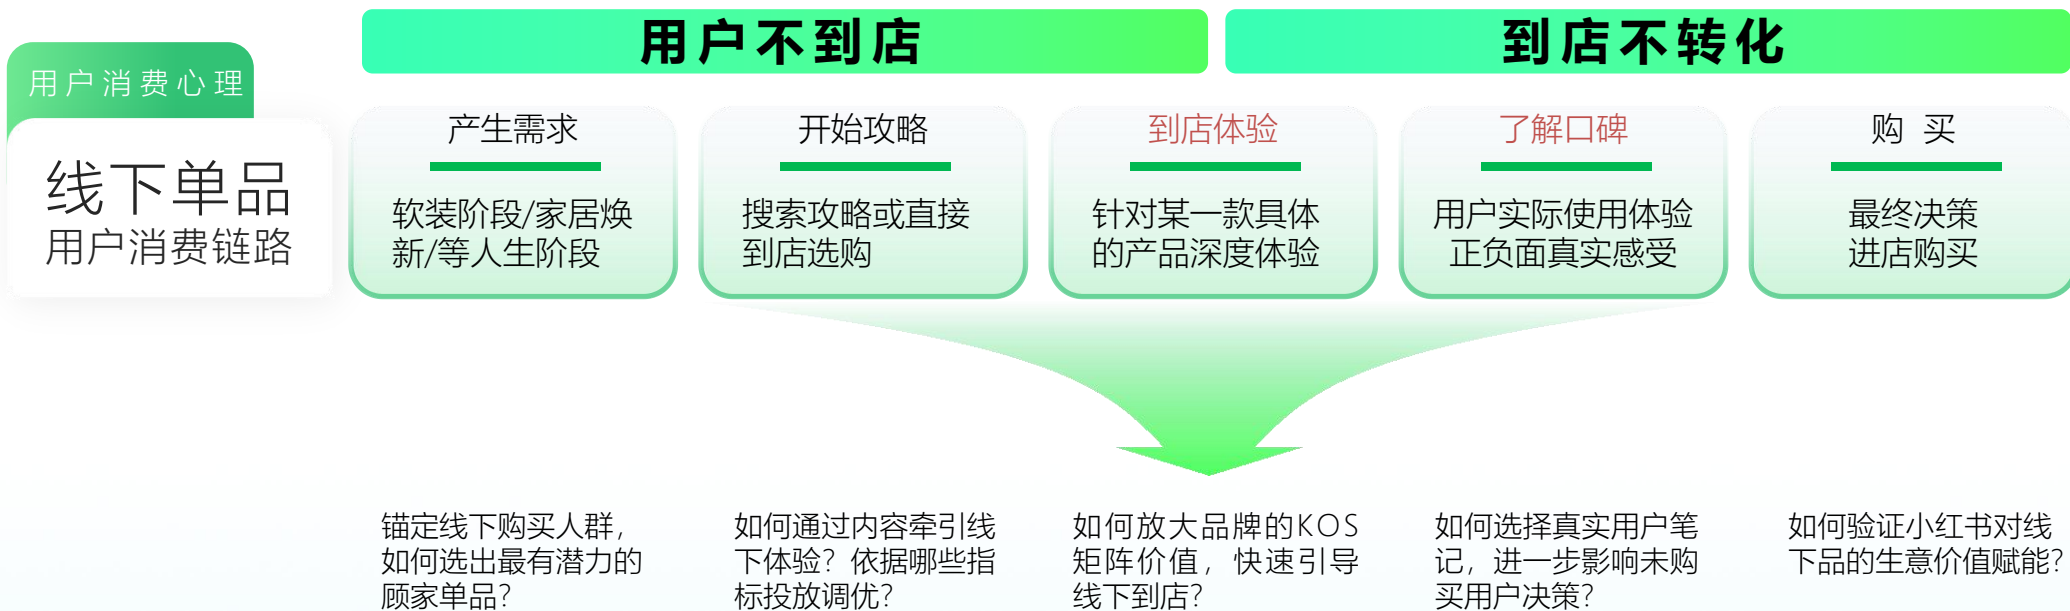 用户不到店
到店不转化
用户消费心理
线下单品
用户消费链路
产生需求
软装阶段/家居焕
新/等人生阶段
开始攻略
搜索攻略或直接
到店选购
到店体验
针对某一款具体
的产品深度体验
了解口碑
用户实际使用体验
正负面真实感受
购 买
最终决策
进店购买
锚定线下购买人群，
如何选出最有潜力的
顾家单品？
如何通过内容牵引线
下体验？依据哪些指
标投放调优？
如何放大品牌的KOS
矩阵价值，快速引导
线下到店？
如何选择真实用户笔
记，进一步影响未购
买用户决策？
如何验证小红书对线
下品的生意价值赋能？